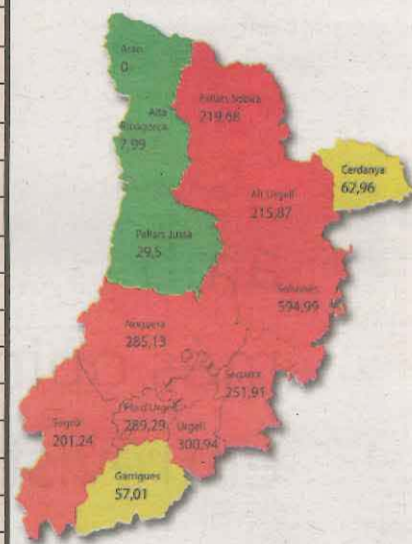 Aran
0
Alta
Ribagorça
7,99
Pallars Sobirà
219,68
Cerdanya
62,96
Alt Urgell
215,87
Pallars Jussà
29,5
Solsonès
594,99
Noguera
285,13
Segarra
251,91
Pla d'Urgell
289,29
Urgell
300,94
Segrià
201,24
Garrigues
57,01